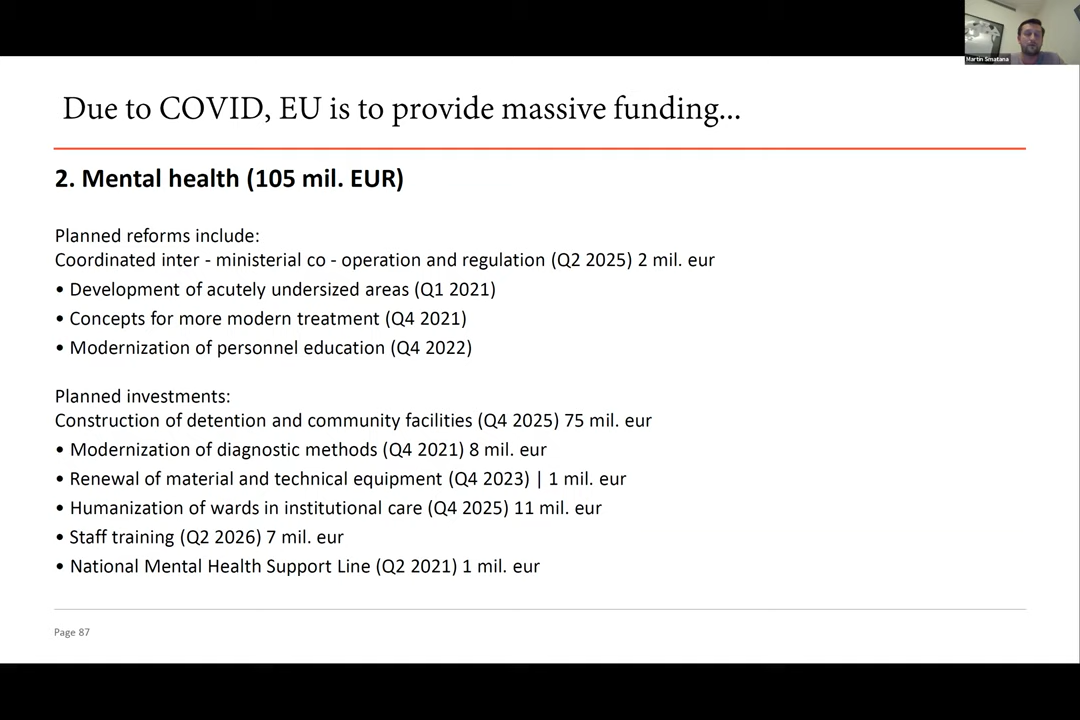 Martin Smatana
Due to COVID, EU is to provide massive funding...
2. Mental health (105 mil. EUR)
Planned reforms include:
Coordinated inter - ministerial co - operation and regulation (Q2 2025) 2 mil. eur
• Development of acutely undersized areas (Q1 2021)
• Concepts for more modern treatment (Q4 2021)
• Modernization of personnel education (Q4 2022)
Planned investments:
Construction of detention and community facilities (Q4 2025) 75 mil. eur
• Modernization of diagnostic methods (Q4 2021) 8 mil. eur
• Renewal of material and technical equipment (Q4 2023) | 1 mil. eur
• Humanization of wards in institutional care (Q4 2025) 11 mil. eur
• Staff training (Q2 2026) 7 mil. eur
• National Mental Health Support Line (Q2 2021) 1 mil. eur
Page 87